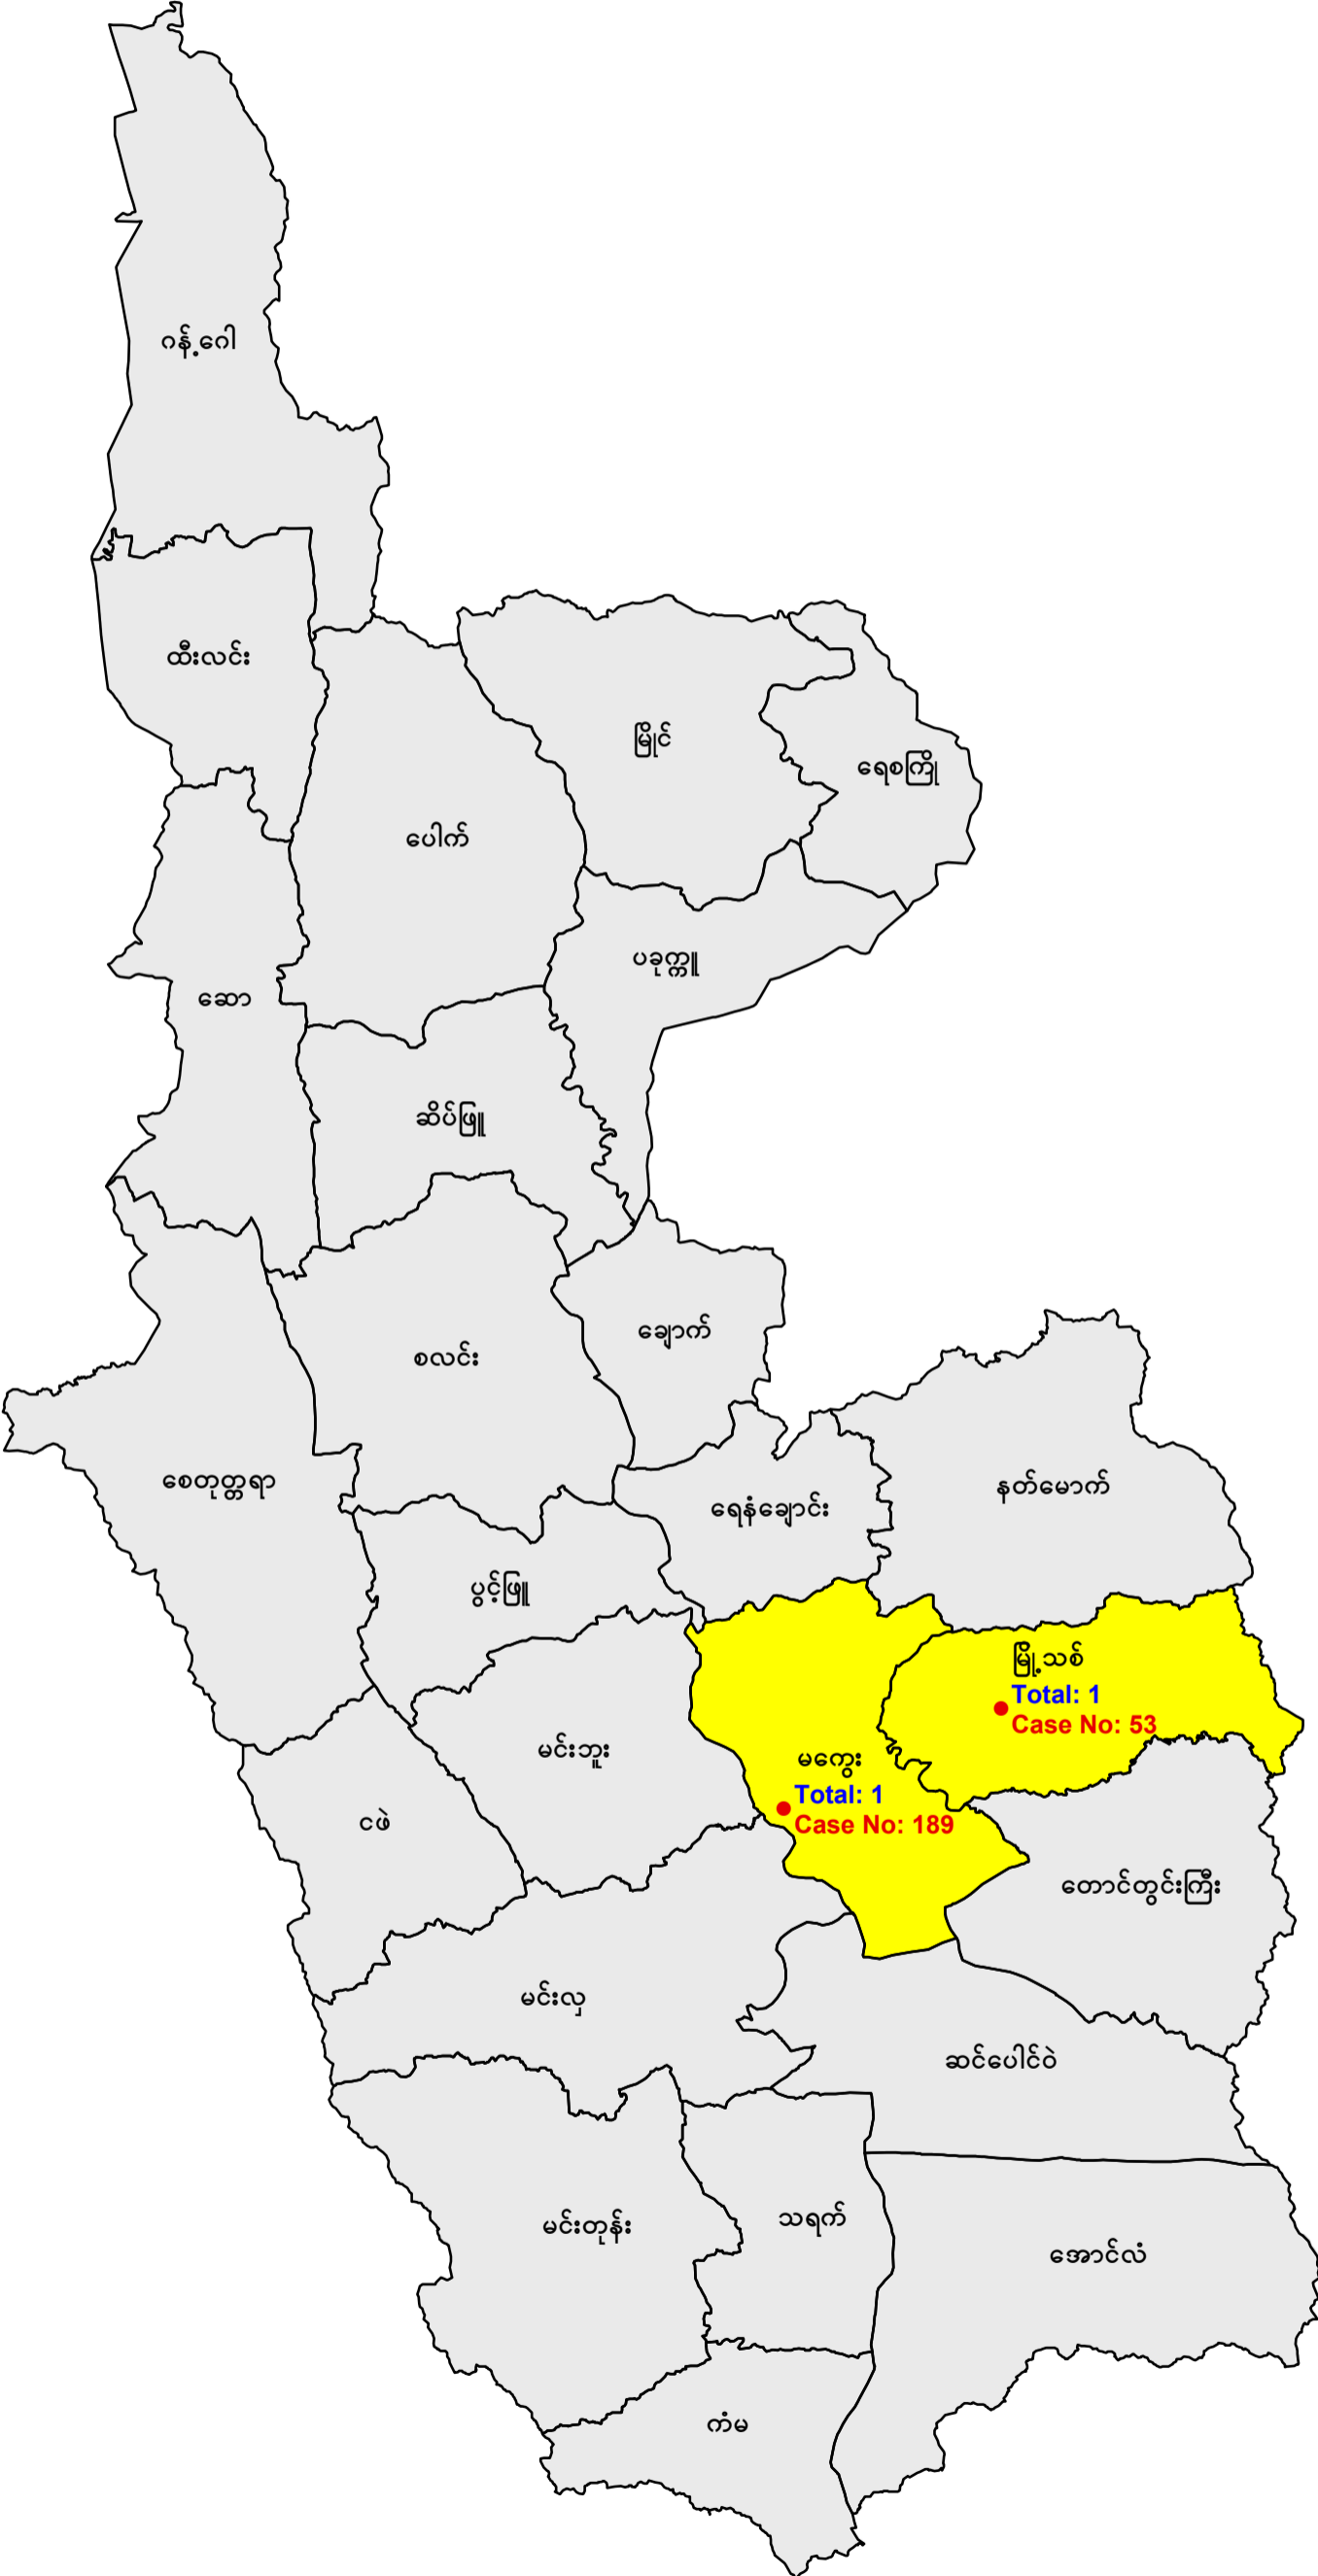 ဂန့်ဂေါ
ထီးလင်း
မြိုင်
ရေစကြို
ပေါက်
ပခုက္ကူ
ဆော
ဆိပ်ဖြူ
ချောက်
စလင်း
စေတုတ္တရာ
နတ်မောက်
ရေနံချောင်း
ပွင့်ဖြူ
မြို့သစ်
Total: 1
Case No: 53
မင်းဘူး
မကွေး
Total: 1
Case No: 189
ငဖဲ
တောင်တွင်းကြီး
မင်းလှ
ဆင်ပေါင်ဝဲ
သရက်
မင်းတုန်း
အောင်လံ
ကံမ